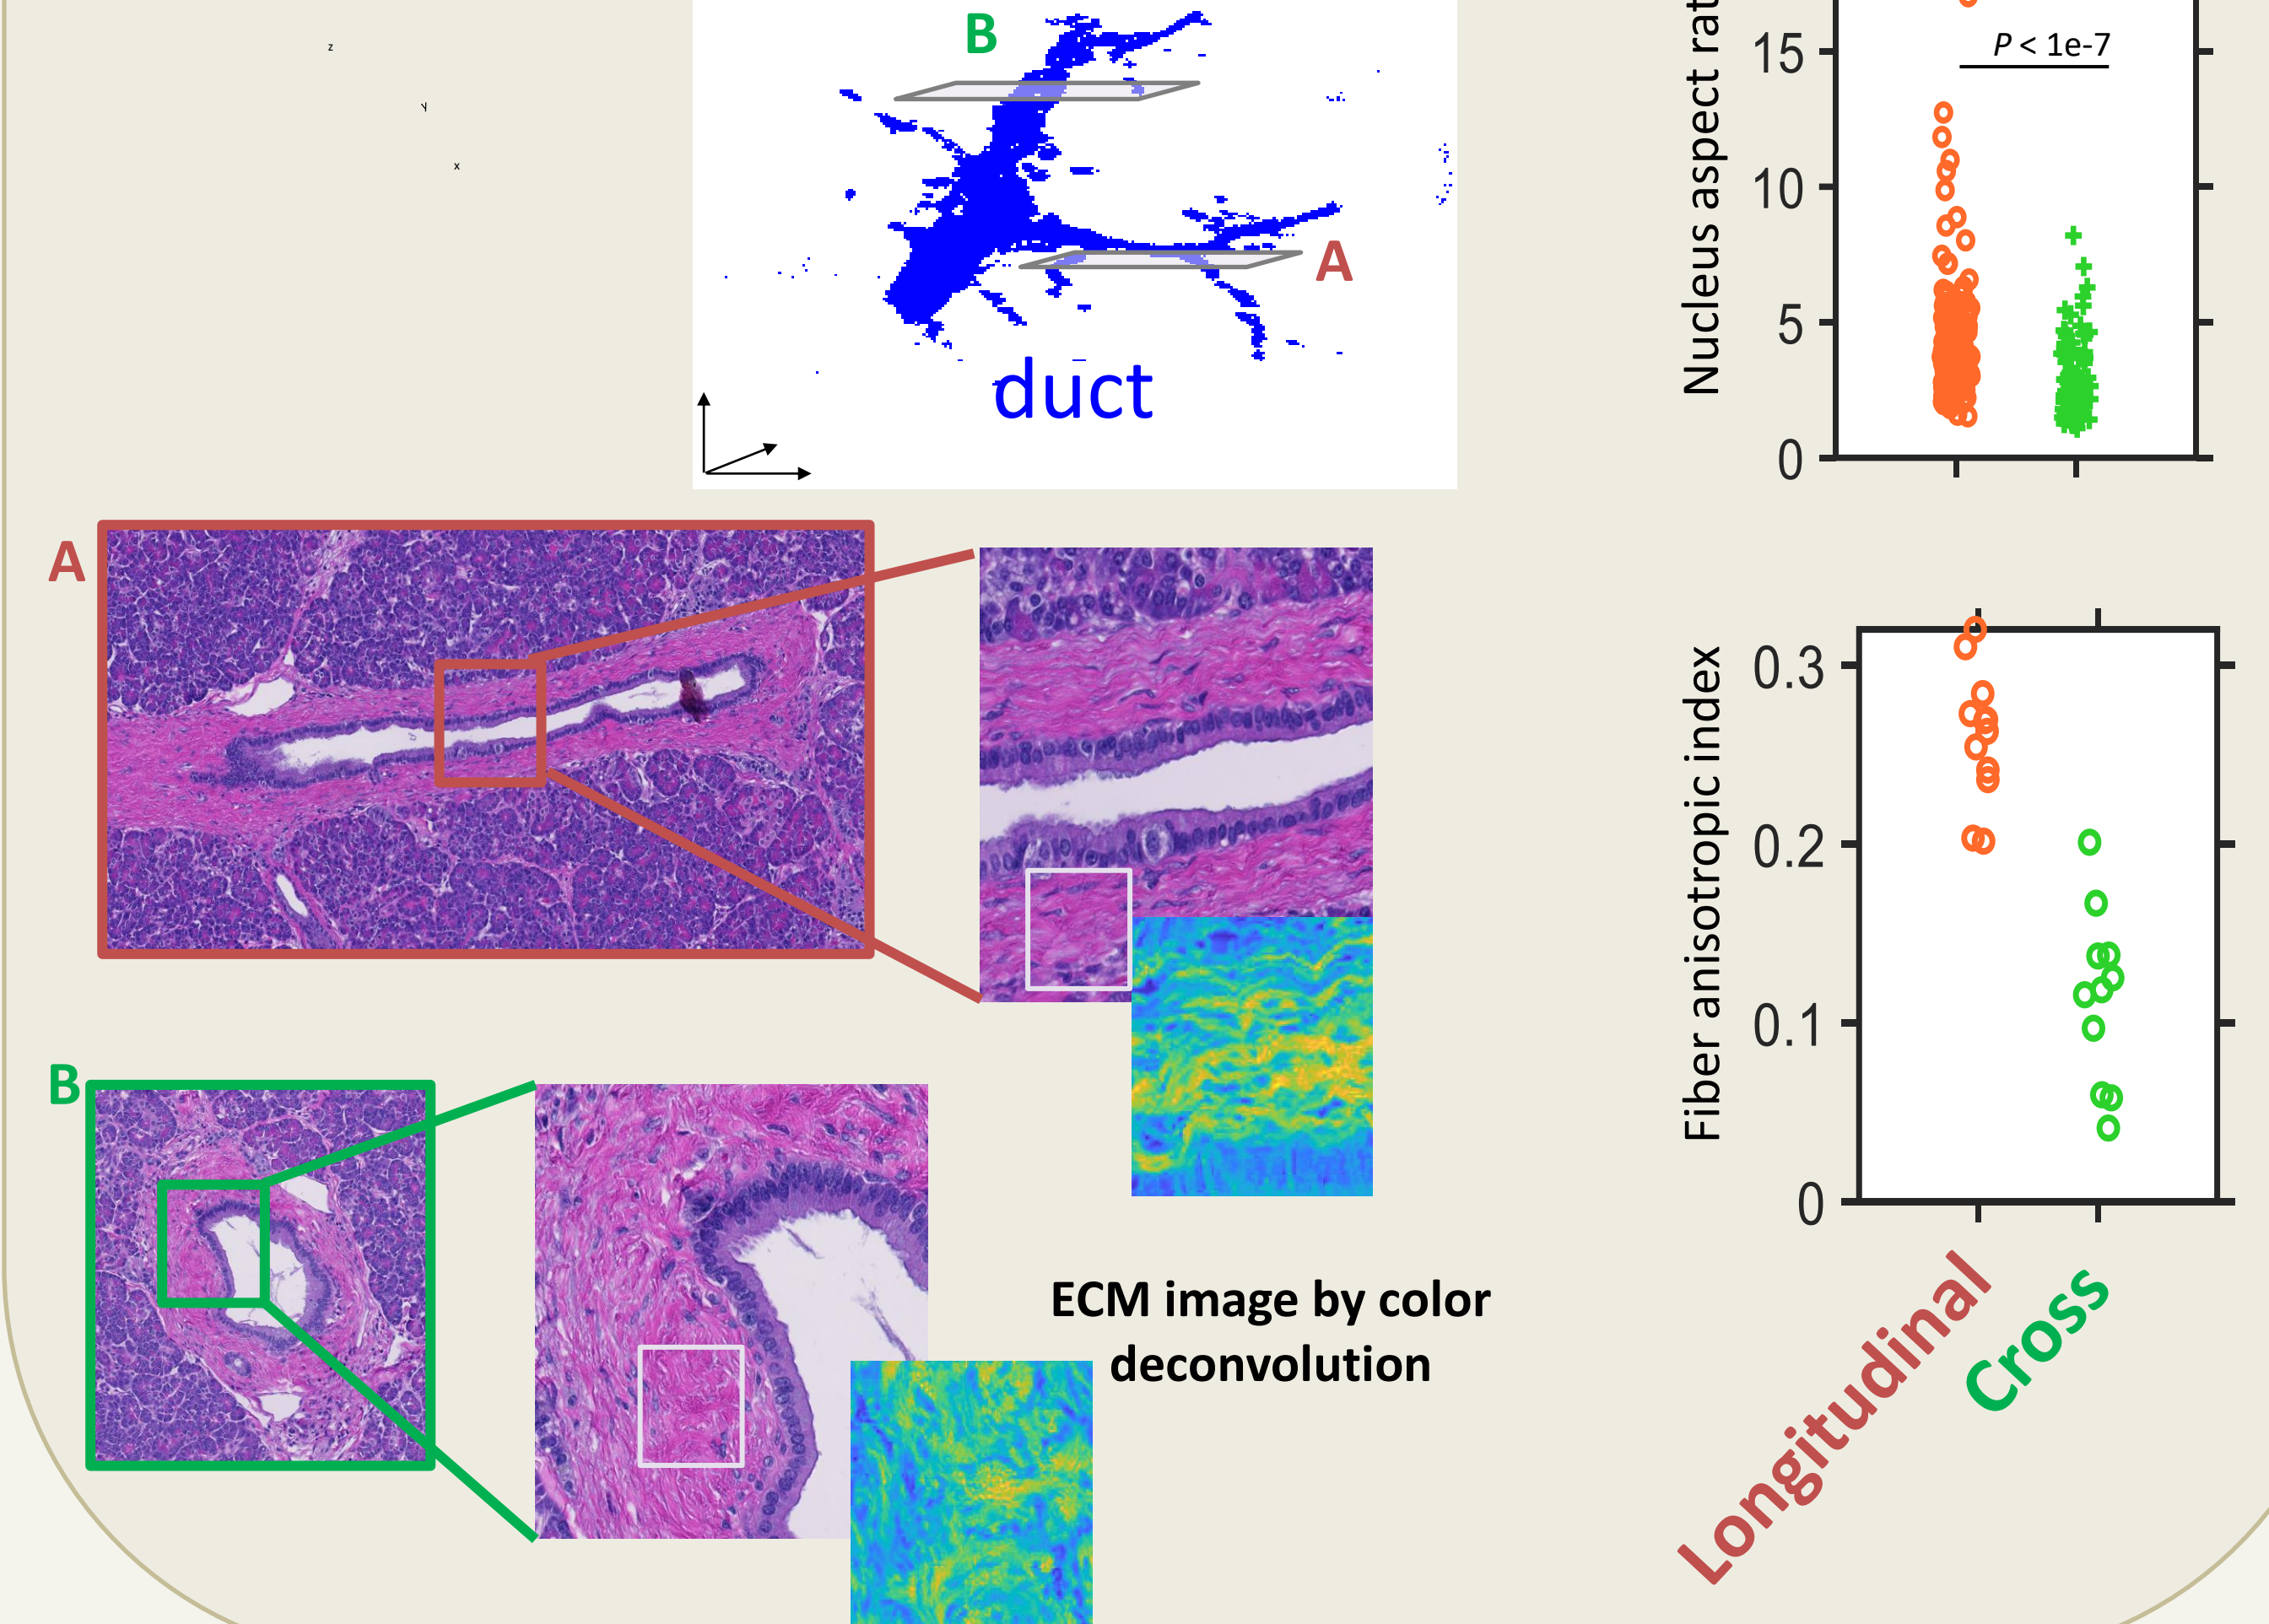 z
y
x
B
A
duct
Nucleus aspect rat
15
10
5
0
P < 1e-7
A
B
ECM image by color
deconvolution
Fiber anisotropic index
0.3
0.2
0.1
0
Longitudinal
Cross